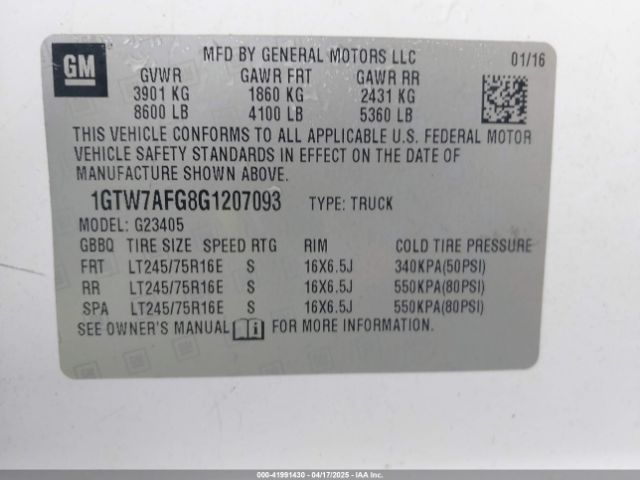 GM
MFD BY GENERAL MOTORS LLC 01/16
GVWR GAWR FRT GAWR RR
3901 KG 1860 KG 2431 KG
8600 LB 4100 LB 5360 LB
THIS VEHICLE CONFORMS TO ALL APPLICABLE U.S. FEDERAL MOTOR
VEHICLE SAFETY STANDARDS IN EFFECT ON THE DATE OF
MANUFACTURE SHOWN ABOVE.
1GTW7AFG8G1207093 TYPE: TRUCK
MODEL: G23405
GBBQ TIRE SIZE SPEED RTG RIM COLD TIRE PRESSURE
FRT LT245/75R16E S 16X6.5J 340KPA(50PSI)
RR LT245/75R16E S 16X6.5J 550KPA(80PSI)
SPA LT245/75R16E S 16X6.5J 550KPA(80PSI)
SEE OWNER'S MANUAL FOR MORE INFORMATION.
000-41991430 - 04/17/2025 - IAA Inc.